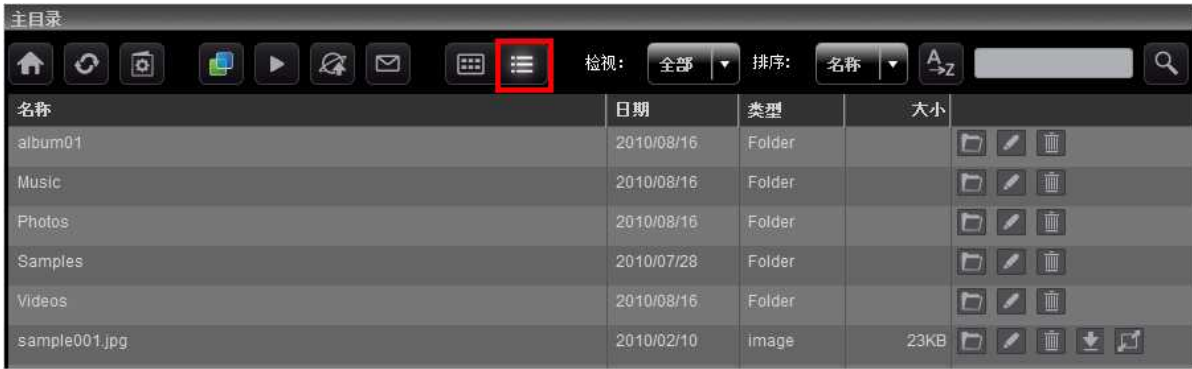 主目录
检视： 全部 排序: 名称 A→Z
名称 日期 类型 大小
album01 2010/08/16 Folder
Music 2010/08/16 Folder
Photos 2010/08/16 Folder
Samples 2010/07/28 Folder
Videos 2010/08/16 Folder
sample001.jpg 2010/02/10 image 23KB